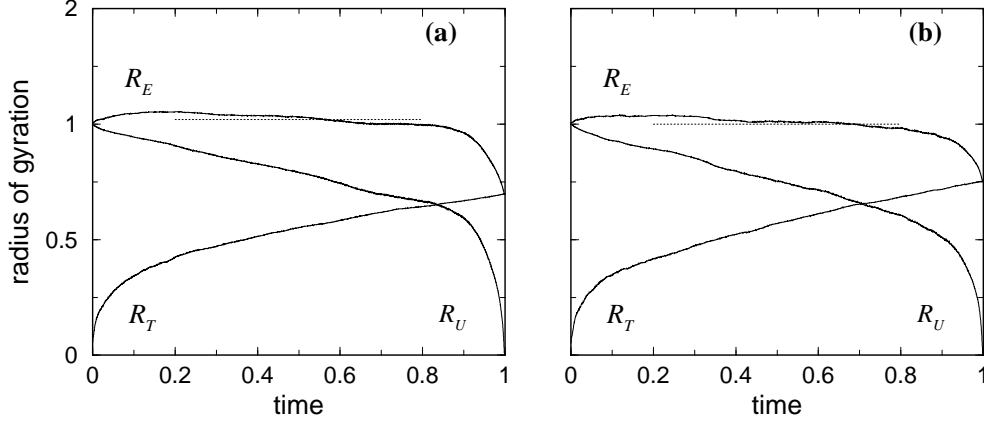 2
1
0.5
0
radius of gyration
(a)
R_E
R_T
R_U
0 0.2 0.4 0.6 0.8 1
time
(b)
R_E
R_T
R_U
0 0.2 0.4 0.6 0.8 1
time